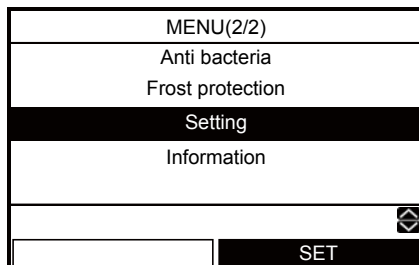 MENU(2/2)
Anti bacteria
Frost protection
Setting
Information
SET